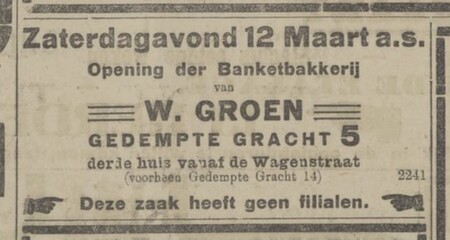 Zaterdagavond 12 Maart a.s.
Opening der Banketbakkerij
van
W. GROEN
GEDEMPTE GRACHT 5
derde huis vanaf de Wagenstraat
(voorheen Gedempte Gracht 14) 2241
Deze zaak heeft geen filialen.